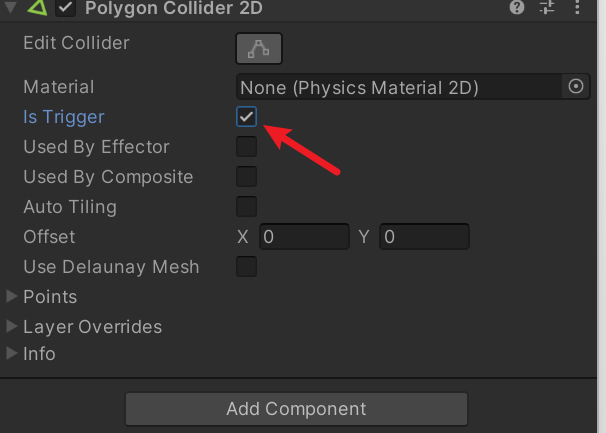 Polygon Collider 2D
Edit Collider
Material None (Physics Material 2D)
Is Trigger
Used By Effector
Used By Composite
Auto Tiling
Offset X 0 Y 0
Use Delaunay Mesh
Points
Layer Overrides
Info
Add Component